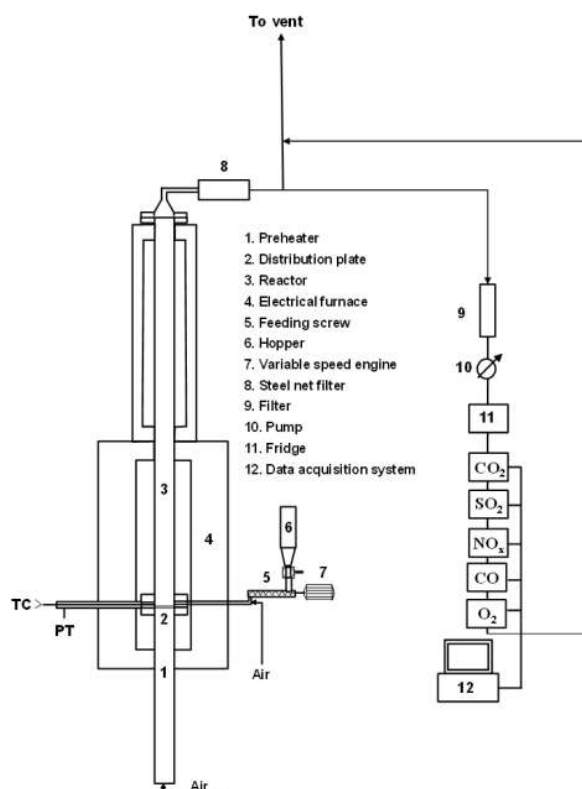 To vent
8
1. Preheater
2. Distribution plate
3. Reactor
4. Electrical furnace
5. Feeding screw
6. Hopper
7. Variable speed engine
8. Steel net filter
9. Filter
10. Pump
11. Fridge
12. Data acquisition system
9
10
11
CO₂
SO₂
NOₓ
CO
O₂
12
3
4
6
5
7
TC
PT
2
1
Air
Air